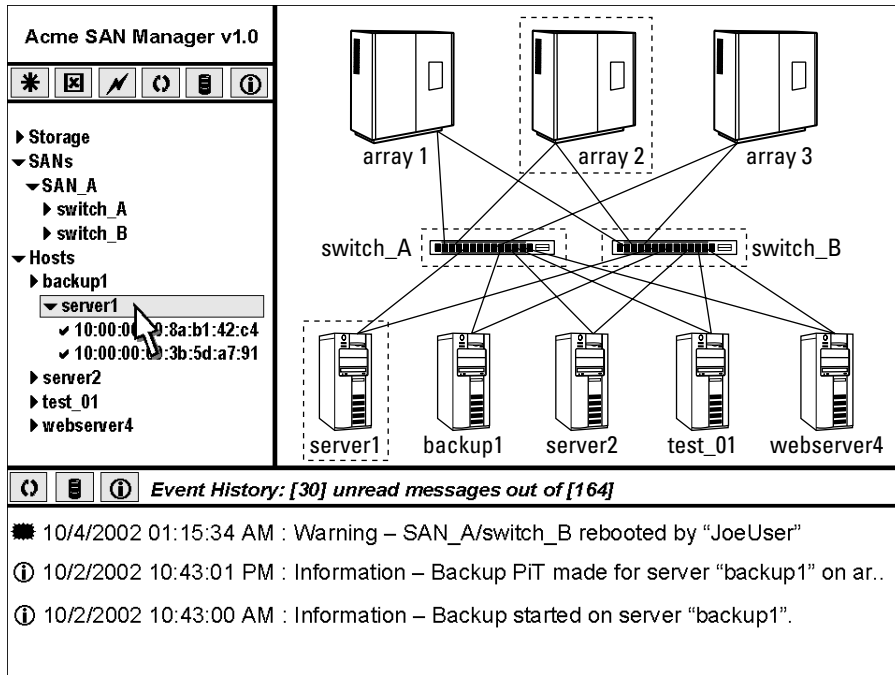 Acme SAN Manager v1.0
Storage
SANs
SAN_A
switch_A
switch_B
Hosts
backup1
server1
10:00:00: 9:8a:b1:42:c4
10:00:00: 3b:5d:a7:91
server2
test_01
webserver4
array 1
array 2
array 3
switch_A
switch_B
server1
backup1
server2
test_01
webserver4
Event History: [30] unread messages out of [164]
10/4/2002 01:15:34 AM : Warning – SAN_A/switch_B rebooted by “JoeUser”
10/2/2002 10:43:01 PM : Information – Backup PiT made for server “backup1” on ar..
10/2/2002 10:43:00 AM : Information – Backup started on server “backup1”.